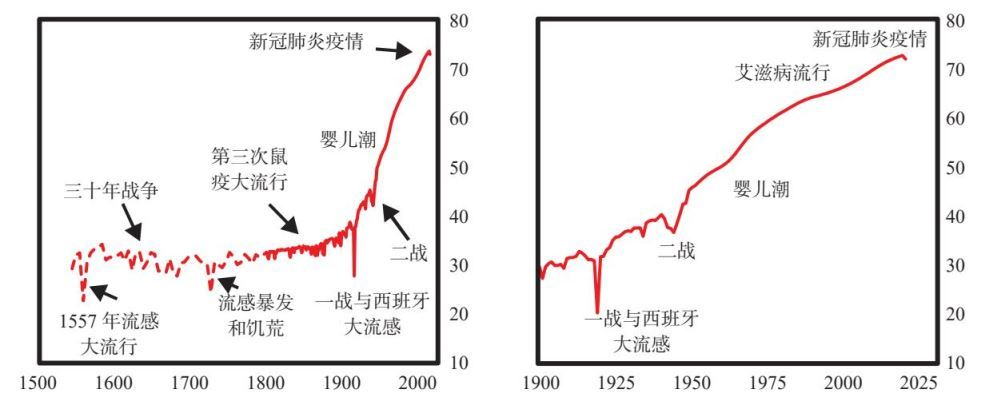 80
70
60
50
40
30
20
10
1500
1600
1700
1800
1900
2000
新冠肺炎疫情
婴儿潮
第三次鼠
疫大流行
三十年战争
二战
1557 年流感
大流行
流感暴发
和饥荒
一战与西班牙
大流感
80
70
60
50
40
30
20
10
1900
1925
1950
1975
2000
2025
新冠肺炎疫情
艾滋病流行
婴儿潮
二战
一战与西班牙
大流感